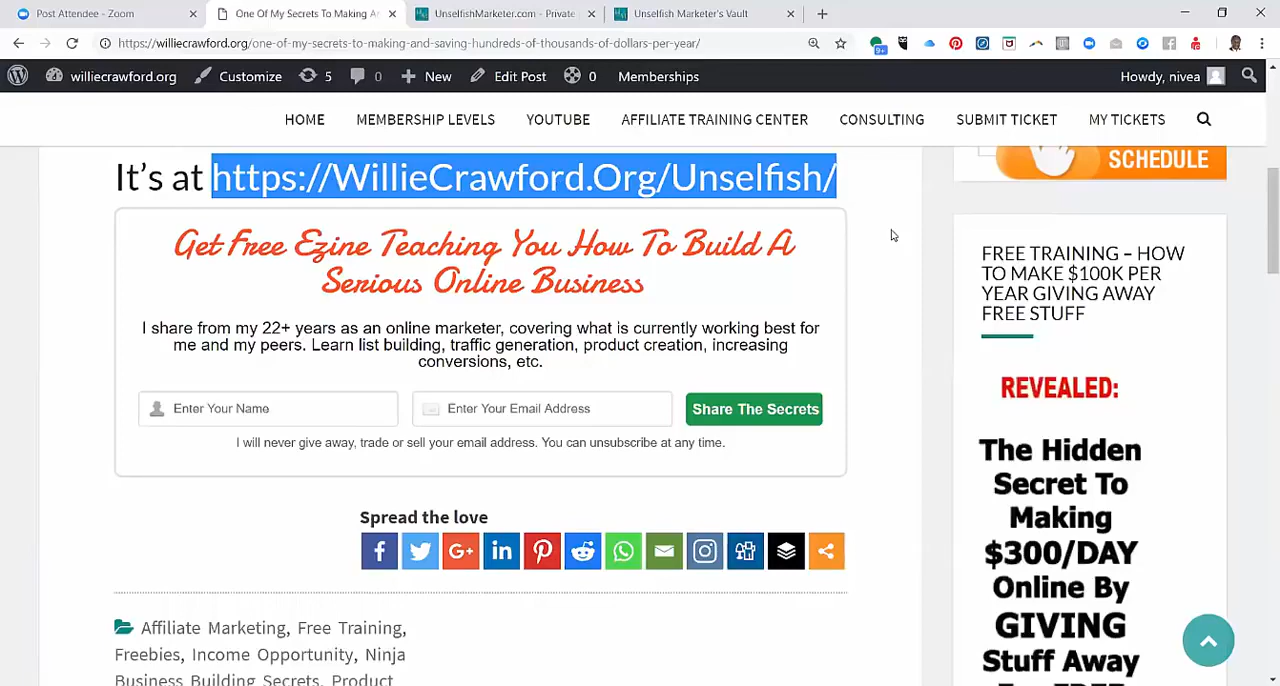 Post Attendee - Zoom
One Of My Secrets To Making A
UnselfishMarketer.com - Private
Unselfish Marketer's Vault
https://williecrawford.org/one-of-my-secrets-to-making-and-saving-hundreds-of-thousands-of-dollars-per-year/
9+
williecrawford.org
Customize
5
0
New
Edit Post
0
Memberships
Howdy, nivea
HOME
MEMBERSHIP LEVELS
YOUTUBE
AFFILIATE TRAINING CENTER
CONSULTING
SUBMIT TICKET
MY TICKETS
It's at https://WillieCrawford.Org/Unselfish/
Get Free Ezine Teaching You How To Build A
Serious Online Business
I share from my 22+ years as an online marketer, covering what is currently working best for
me and my peers. Learn list building, traffic generation, product creation, increasing
conversions, etc.
Enter Your Name
Enter Your Email Address
Share The Secrets
I will never give away, trade or sell your email address. You can unsubscribe at any time.
Spread the love
Affiliate Marketing, Free Training,
Freebies, Income Opportunity, Ninja
Business Building Secrets, Product
SCHEDULE
FREE TRAINING – HOW
TO MAKE $100K PER
YEAR GIVING AWAY
FREE STUFF
REVEALED:
The Hidden
Secret To
Making
$300/DAY
Online By
GIVING
Stuff Away
For FREE